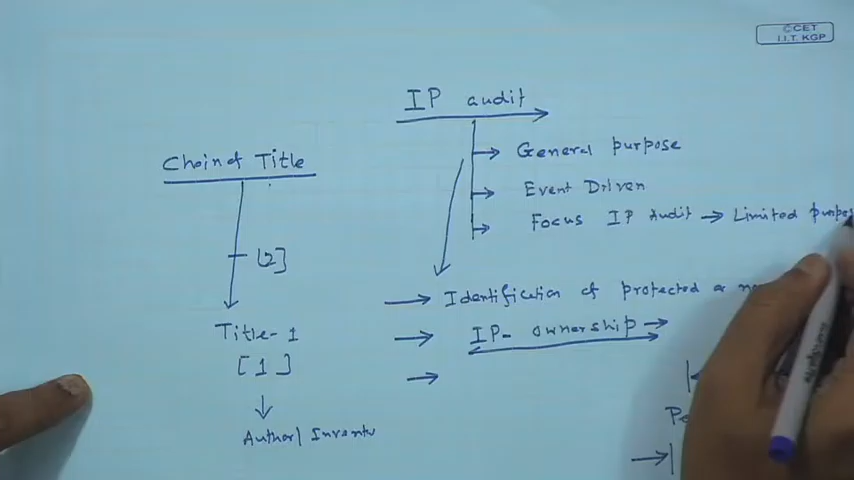 ©CET
I.I.T. KGP
IP audit
General purpose
Event Driven
Focus IP Audit → Limited
Identification of protected
IP- ownership →
Chain of Title
[2]
Title-1
[1]
Author/ Inventor